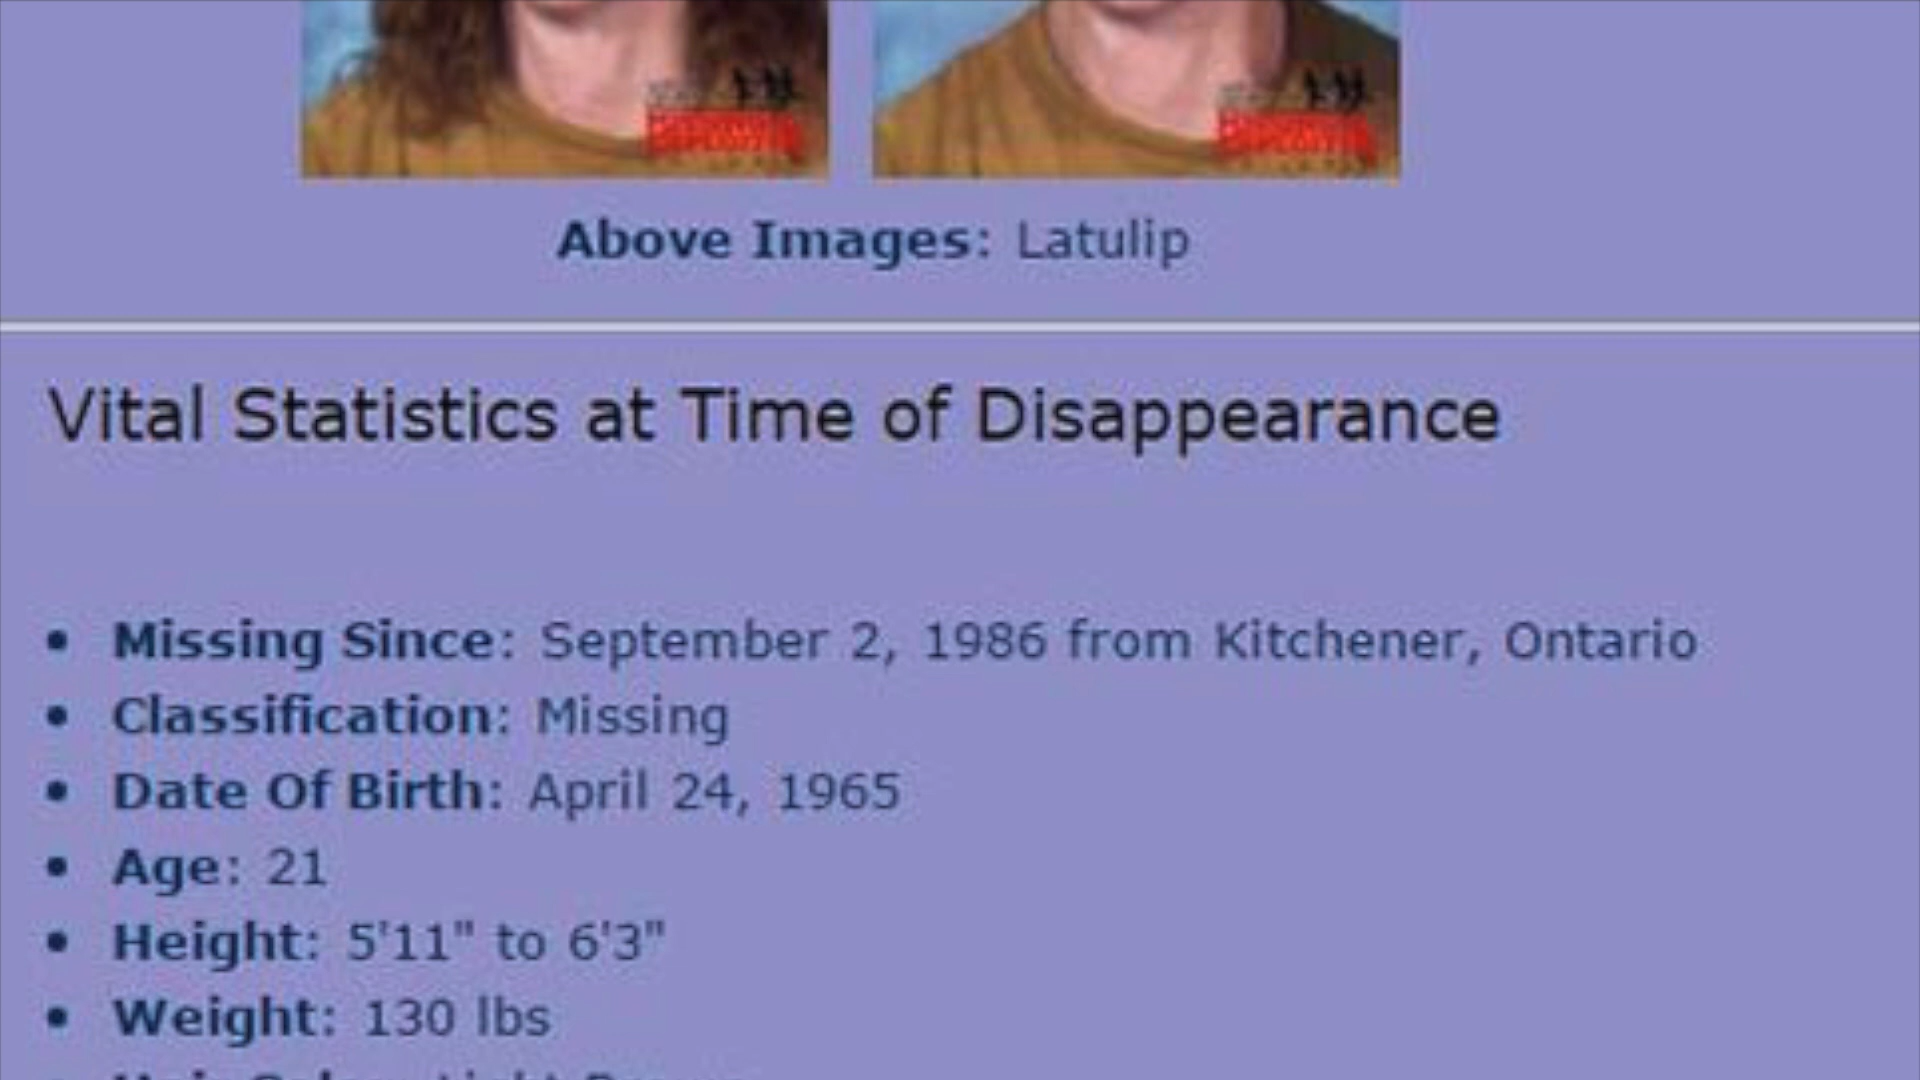 Above Images: Latulip
Vital Statistics at Time of Disappearance
Missing Since: September 2, 1986 from Kitchener, Ontario
Classification: Missing
Date Of Birth: April 24, 1965
Age: 21
Height: 5'11" to 6'3"
Weight: 130 lbs